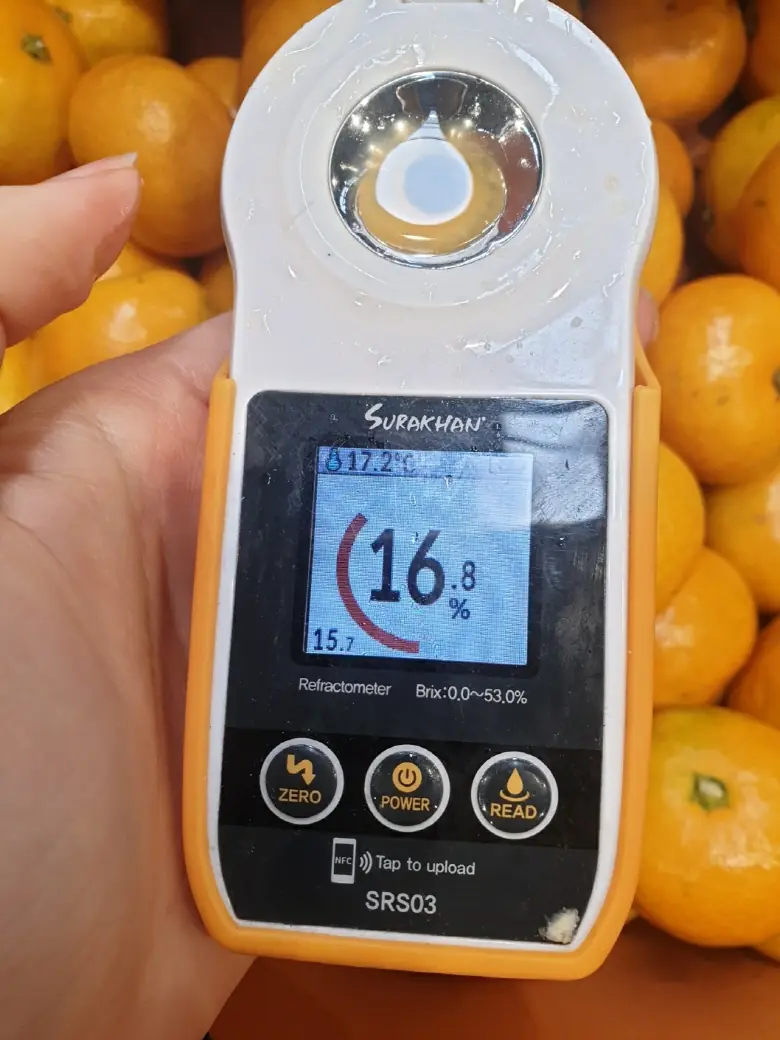 SURAKHAN
17.2°C
16.8
%
15.7
Refractometer Brix:0.0~53.0%
ZERO POWER READ
NFC Tap to upload
SRS03